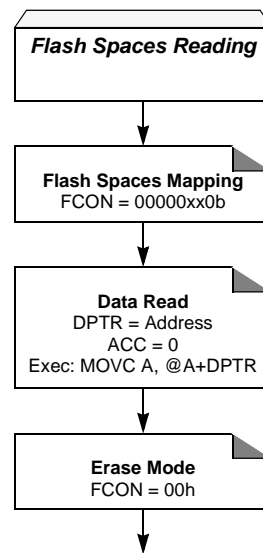 Flash Spaces Reading
Flash Spaces Mapping
FCON = 00000xx0b
Data Read
DPTR = Address
ACC = 0
Exec: MOVC A, @A+DPTR
Erase Mode
FCON = 00h